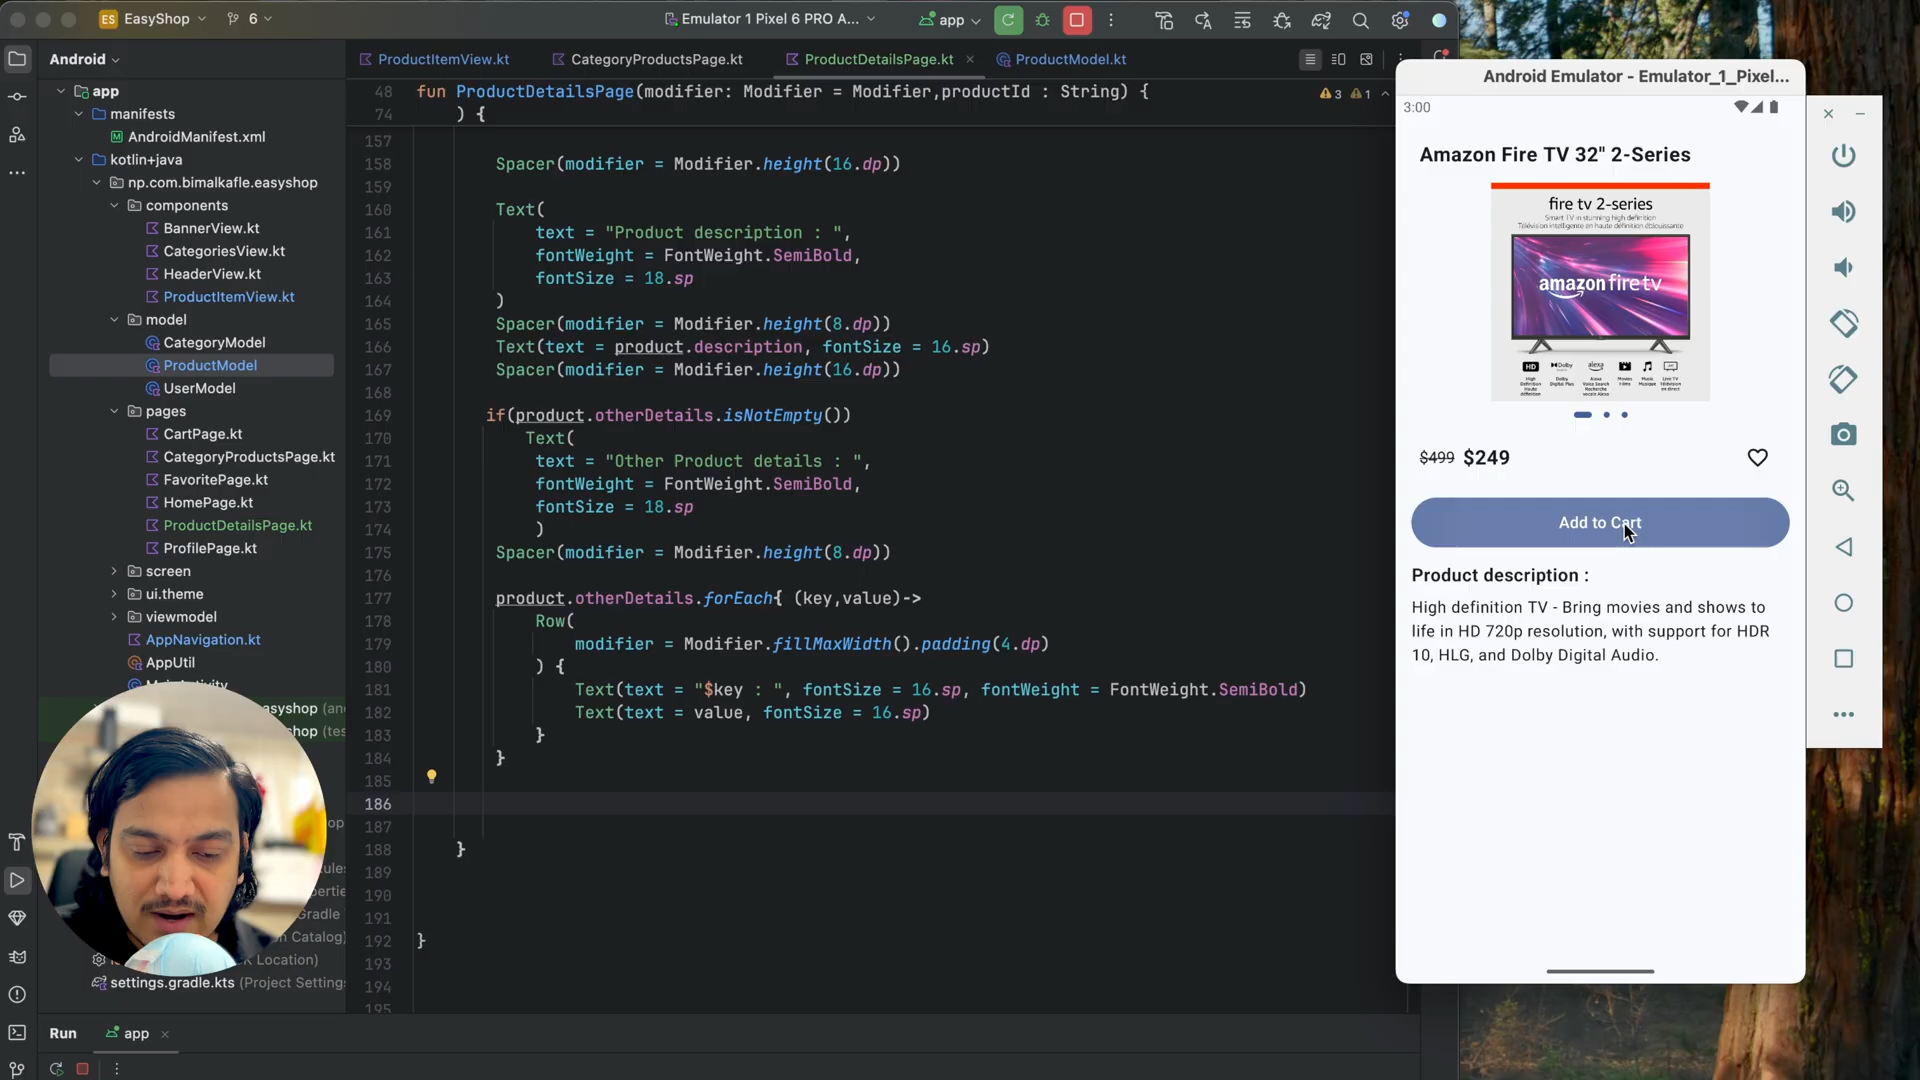 EasyShop
6
Emulator 1 Pixel 6 PRO A...
app
Android
ProductItemView.kt
CategoryProductsPage.kt
ProductDetailsPage.kt
ProductModel.kt
app
manifests
AndroidManifest.xml
kotlin+java
np.com.bimalkafle.easyshop
components
BannerView.kt
CategoriesView.kt
HeaderView.kt
ProductItemView.kt
model
CategoryModel
ProductModel
UserModel
pages
CartPage.kt
CategoryProductsPage.kt
FavoritePage.kt
HomePage.kt
ProductDetailsPage.kt
ProfilePage.kt
screen
ui.theme
viewmodel
AppNavigation.kt
AppUtil
settings.gradle.kts (Project Setting
48 fun ProductDetailsPage(modifier: Modifier = Modifier,productId : String) {
74 ) {
3 1
157
158 Spacer(modifier = Modifier.height(16.dp))
159
160 Text(
161 text = "Product description : ",
162 fontWeight = FontWeight.SemiBold,
163 fontSize = 18.sp
164 )
165 Spacer(modifier = Modifier.height(8.dp))
166 Text(text = product.description, fontSize = 16.sp)
167 Spacer(modifier = Modifier.height(16.dp))
168
169 if(product.otherDetails.isNotEmpty())
170 Text(
171 text = "Other Product details : ",
172 fontWeight = FontWeight.SemiBold,
173 fontSize = 18.sp
174 )
175 Spacer(modifier = Modifier.height(8.dp))
176
177 product.otherDetails.forEach{ (key,value)->
178 Row(
179 modifier = Modifier.fillMaxWidth().padding(4.dp)
180 ) {
181 Text(text = "$key : ", fontSize = 16.sp, fontWeight = FontWeight.SemiBold)
182 Text(text = value, fontSize = 16.sp)
183 }
184 }
185
186
187
188 }
189
190
191
192 }
193
194
195
Run
app
Android Emulator - Emulator_1_Pixel...
3:00
Amazon Fire TV 32" 2-Series
fire tv 2-series
Smart TV in stunning high definition
amazon fire tv
$499 $249
Add to Cart
Product description :
High definition TV - Bring movies and shows to
life in HD 720p resolution, with support for HDR
10, HLG, and Dolby Digital Audio.